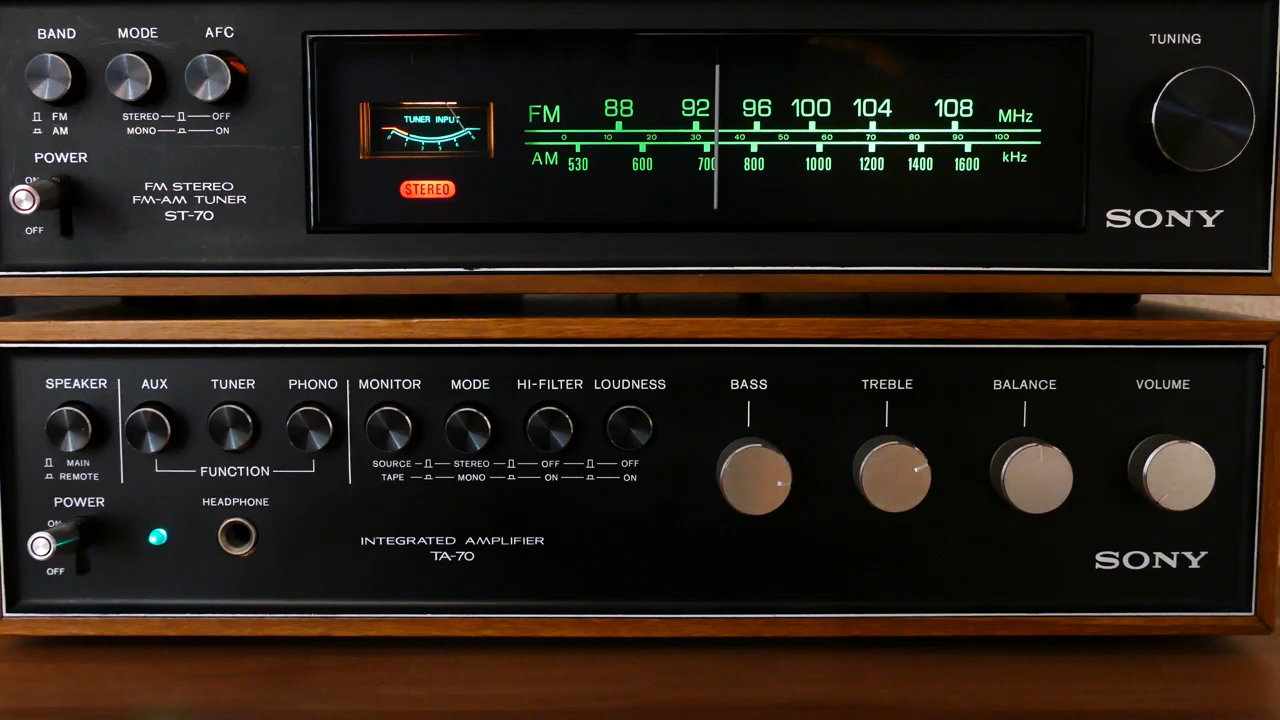 BAND MODE AFC TUNING
FM STEREO OFF
AM MONO ON
POWER
ON
OFF
FM STEREO
FM-AM TUNER
ST-70
TUNER INPUT
STEREO
FM 88 92 96 100 104 108 MHz
0 10 20 30 40 50 60 70 80 90 100
AM 530 600 700 800 1000 1200 1400 1600 kHz
SONY
SPEAKER AUX TUNER PHONO MONITOR MODE HI-FILTER LOUDNESS BASS TREBLE BALANCE VOLUME
MAIN
REMOTE
FUNCTION
SOURCE STEREO OFF OFF
TAPE MONO ON ON
POWER
ON
OFF
HEADPHONE
INTEGRATED AMPLIFIER
TA-70
SONY